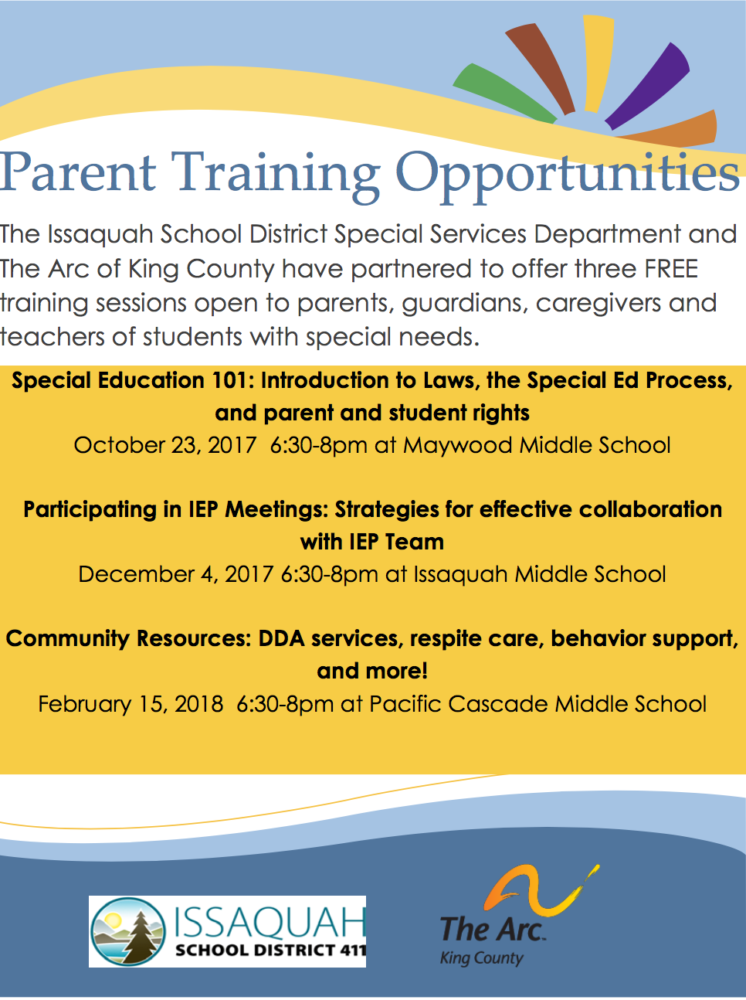 Parent Training Opportunities
The Issaquah School District Special Services Department and
The Arc of King County have partnered to offer three FREE
training sessions open to parents, guardians, caregivers and
teachers of students with special needs.
Special Education 101: Introduction to Laws, the Special Ed Process,
and parent and student rights
October 23, 2017  6:30-8pm at Maywood Middle School
Participating in IEP Meetings: Strategies for effective collaboration
with IEP Team
December 4, 2017 6:30-8pm at Issaquah Middle School
Community Resources: DDA services, respite care, behavior support,
and more!
February 15, 2018  6:30-8pm at Pacific Cascade Middle School
ISSAQUAH
SCHOOL DISTRICT 411
The Arc™
King County